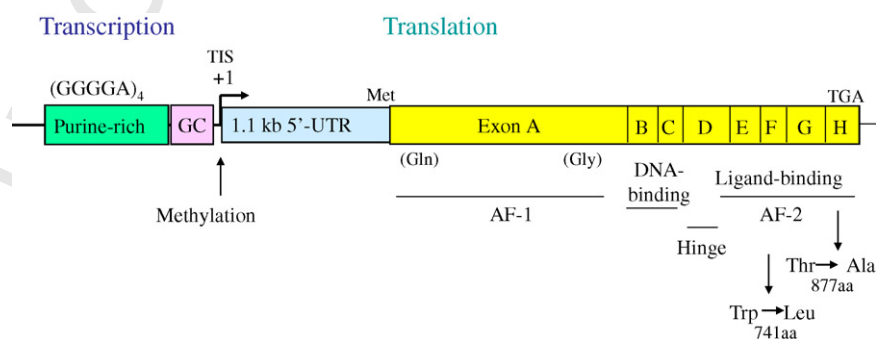 Transcription
Translation
TIS
+1
(GGGGA)4
Met
TGA
Purine-rich
GC
1.1 kb 5’-UTR
Exon A
B
C
D
E
F
G
H
(Gln)
(Gly)
DNA-
binding
Ligand-binding
Methylation
AF-1
AF-2
Hinge
Thr Ala
877aa
Trp Leu
741aa